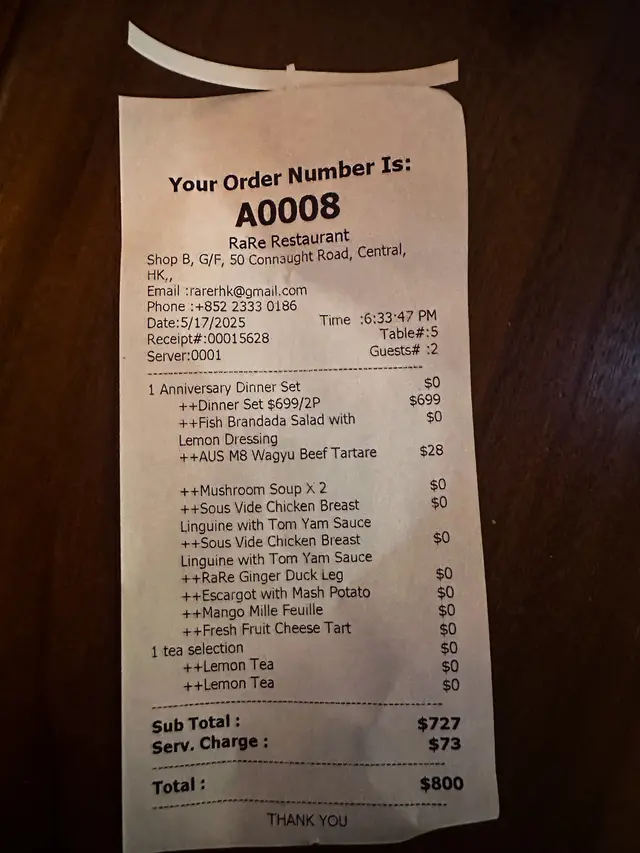 Your Order Number Is:
A0008
RaRe Restaurant
Shop B, G/F, 50 Connaught Road, Central,
HK,,
Email :rarerhk@gmail.com
Phone :+852 2333 0186
Date:5/17/2025 Time :6:33:47 PM
Receipt#:00015628 Table#:5
Server:0001 Guests# :2
1 Anniversary Dinner Set $0
++Dinner Set $699/2P $699
++Fish Brandada Salad with $0
Lemon Dressing
++AUS M8 Wagyu Beef Tartare $28
++Mushroom Soup X 2 $0
++Sous Vide Chicken Breast $0
Linguine with Tom Yam Sauce
++Sous Vide Chicken Breast $0
Linguine with Tom Yam Sauce
++RaRe Ginger Duck Leg $0
++Escargot with Mash Potato $0
++Mango Mille Feuille $0
++Fresh Fruit Cheese Tart $0
1 tea selection $0
++Lemon Tea $0
++Lemon Tea $0
Sub Total : $727
Serv. Charge : $73
Total : $800
THANK YOU